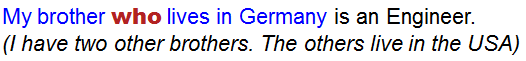 My brother who lives in Germany is an Engineer.
(I have two other brothers. The others live in the USA)